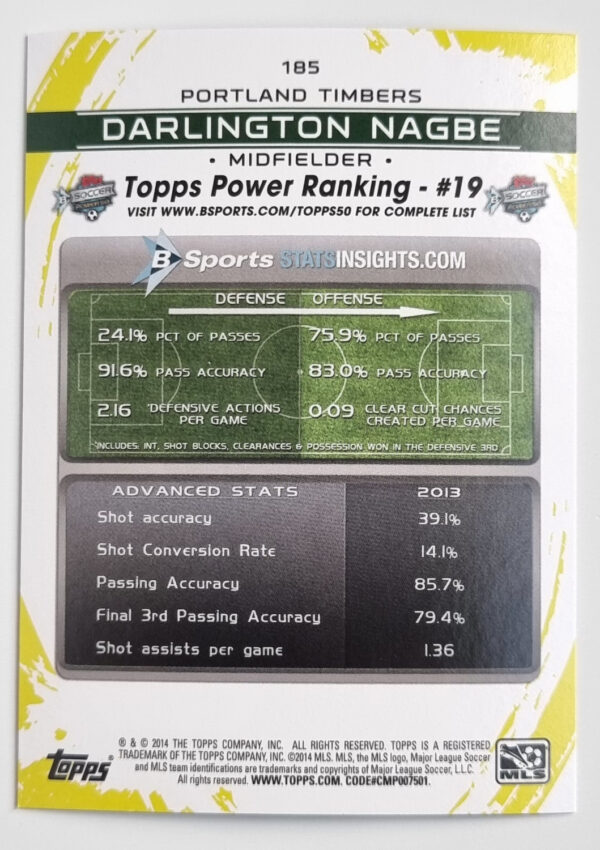 185
PORTLAND TIMBERS
DARLINGTON NAGBE
• MIDFIELDER •
Topps Power Ranking - #19
VISIT WWW.BSPORTS.COM/TOPPS50 FOR COMPLETE LIST
B Sports STATSINSIGHTS.COM
DEFENSE OFFENSE
24.1% PCT OF PASSES 75.9% PCT OF PASSES
91.6% PASS ACCURACY 83.0% PASS ACCURACY
2.16 *DEFENSIVE ACTIONS PER GAME 0.09 CLEAR CUT CHANCES CREATED PER GAME
*INCLUDES: INT, SHOT BLOCKS, CLEARANCES & POSSESSION WON IN THE DEFENSIVE 3RD
ADVANCED STATS 2013
Shot accuracy 39.1%
Shot Conversion Rate 14.1%
Passing Accuracy 85.7%
Final 3rd Passing Accuracy 79.4%
Shot assists per game 1.36
® & © 2014 THE TOPPS COMPANY, INC. ALL RIGHTS RESERVED. TOPPS IS A REGISTERED
TRADEMARK OF THE TOPPS COMPANY, INC. ©2014 MLS. MLS, the MLS logo, Major League Soccer
and MLS team identifications are trademarks and copyrights of Major League Soccer, L.L.C.
All rights reserved. WWW.TOPPS.COM. CODE#CMP007501.
topps
MLS